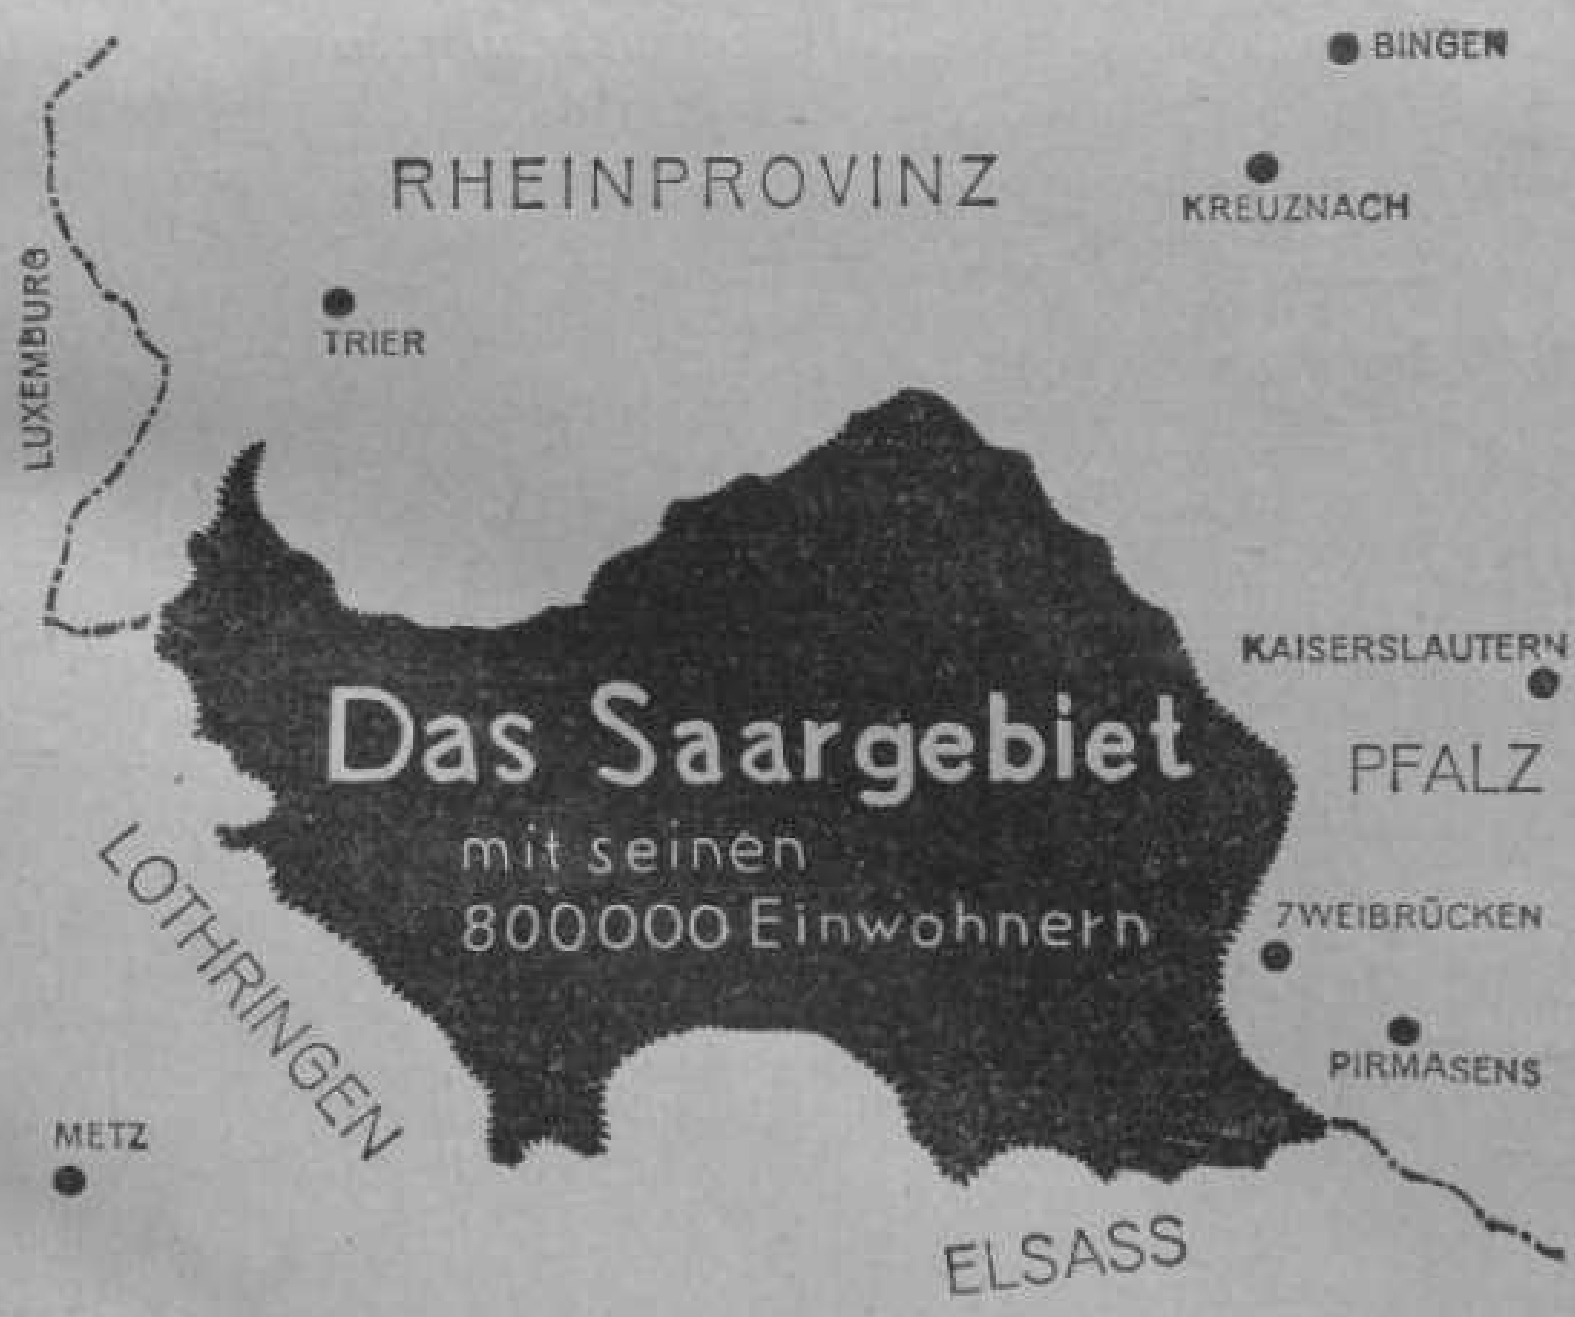 BINGEN
RHEINPROVINZ
KREUZNACH
LUXEMBURG
TRIER
KAISERSLAUTERN
Das Saargebiet
PFALZ
mit seinen
800000 Einwohnern
ZWEIBRÜCKEN
LOTHRINGEN
PIRMASENS
METZ
ELSASS